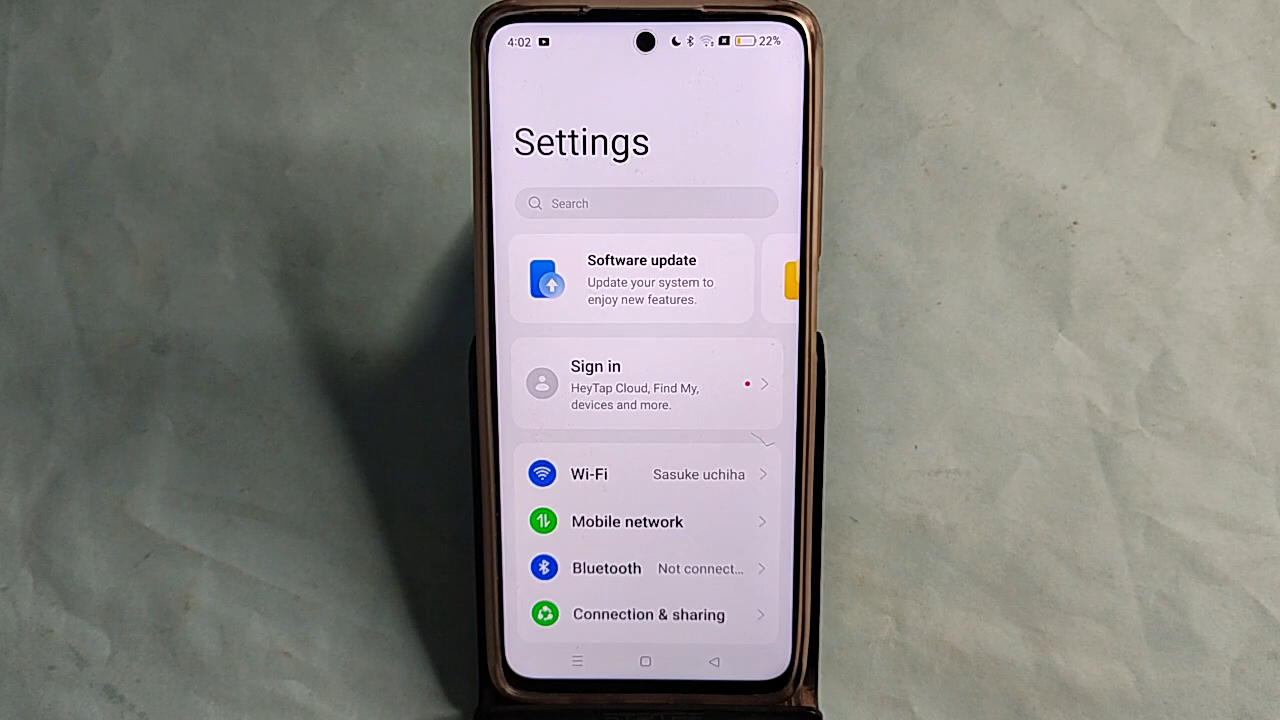 4:02
22%
Settings
Search
Software update
Update your system to
enjoy new features.
Sign in
HeyTap Cloud, Find My,
devices and more.
Wi-Fi Sasuke uchiha
Mobile network
Bluetooth Not connect...
Connection & sharing